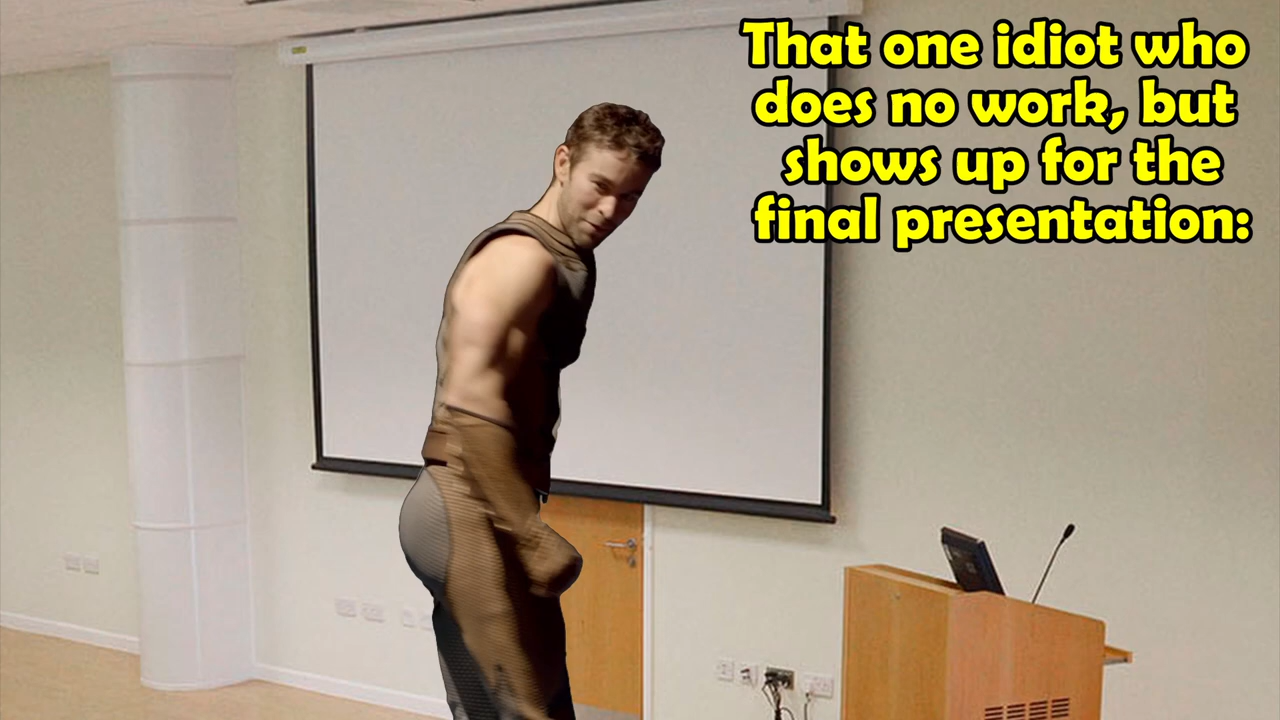 That one idiot who
does no work, but
shows up for the
final presentation: